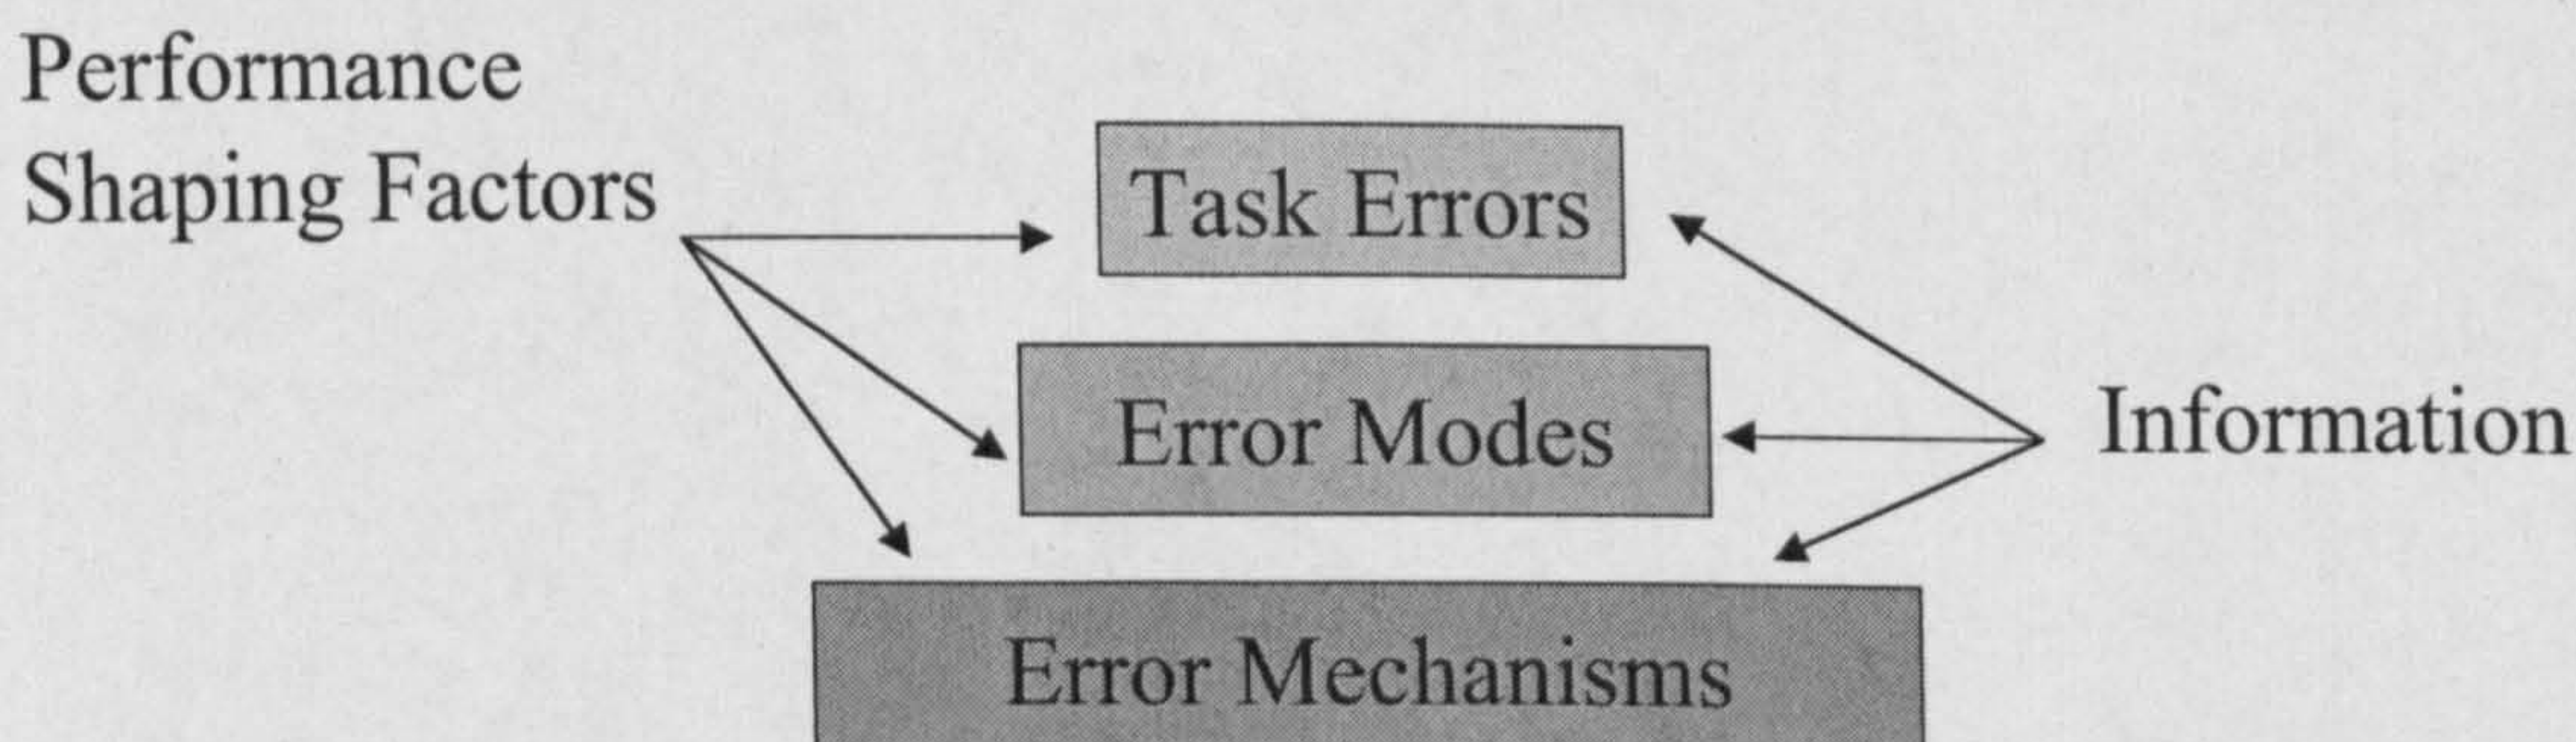 Performance
Shaping Factors
Task Errors
Error Modes
Information
Error Mechanisms